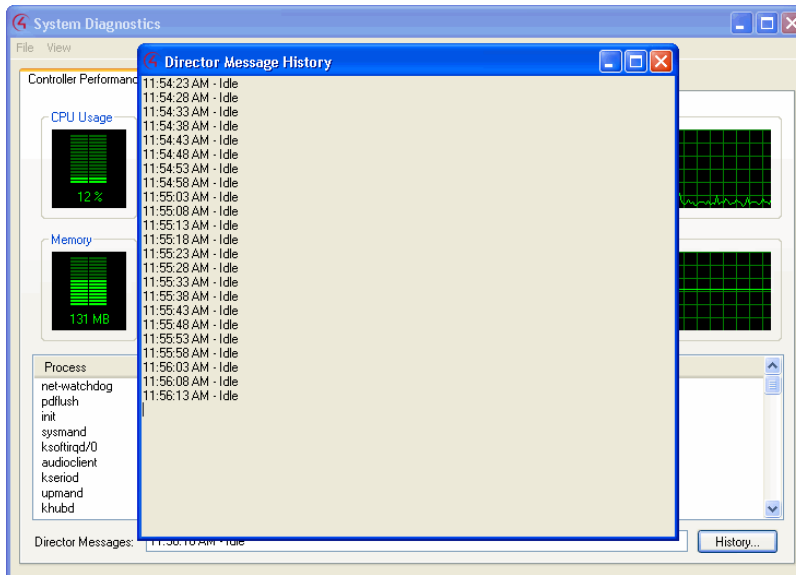 System Diagnostics
File View
Director Message History
Controller Performanc
11:54:23 AM - Idle
11:54:28 AM - Idle
11:54:33 AM - Idle
11:54:38 AM - Idle
11:54:43 AM - Idle
11:54:48 AM - Idle
11:54:53 AM - Idle
11:54:58 AM - Idle
11:55:03 AM - Idle
11:55:08 AM - Idle
11:55:13 AM - Idle
11:55:18 AM - Idle
11:55:23 AM - Idle
11:55:28 AM - Idle
11:55:33 AM - Idle
11:55:38 AM - Idle
11:55:43 AM - Idle
11:55:48 AM - Idle
11:55:53 AM - Idle
11:55:58 AM - Idle
11:56:03 AM - Idle
11:56:08 AM - Idle
11:56:13 AM - Idle
CPU Usage
12 %
Memory
131 MB
Process
net-watchdog
pdflush
init
sysmand
ksoftirqd/0
audioclient
kseriod
upmand
khubd
Director Messages:
History...